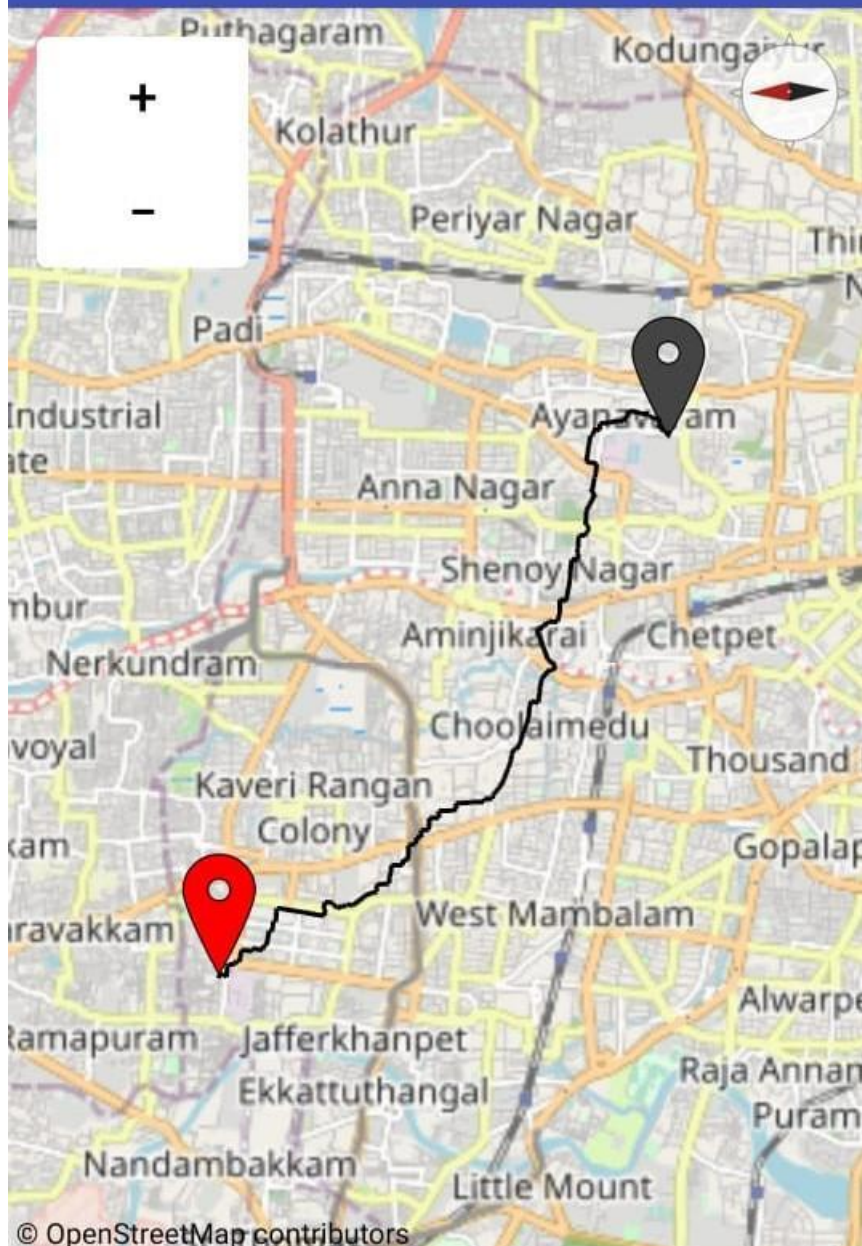 Puthagaram
Kodungaiyur
+
Kolathur
−
Periyar Nagar
Thi
N
Padi
Industrial
ate
Ayanavaram
Anna Nagar
Shenoy Nagar
mbur
Aminjikarai
Chetpet
Nerkundram
Choolaimedu
voyal
Thousand
Kaveri Rangan
Colony
kam
Gopalap
aravakkam
West Mambalam
Alwarpe
Ramapuram
Jafferkhanpet
Raja Annam
Ekkattuthangal
Puram
Nandambakkam
Little Mount
© OpenStreetMap contributors